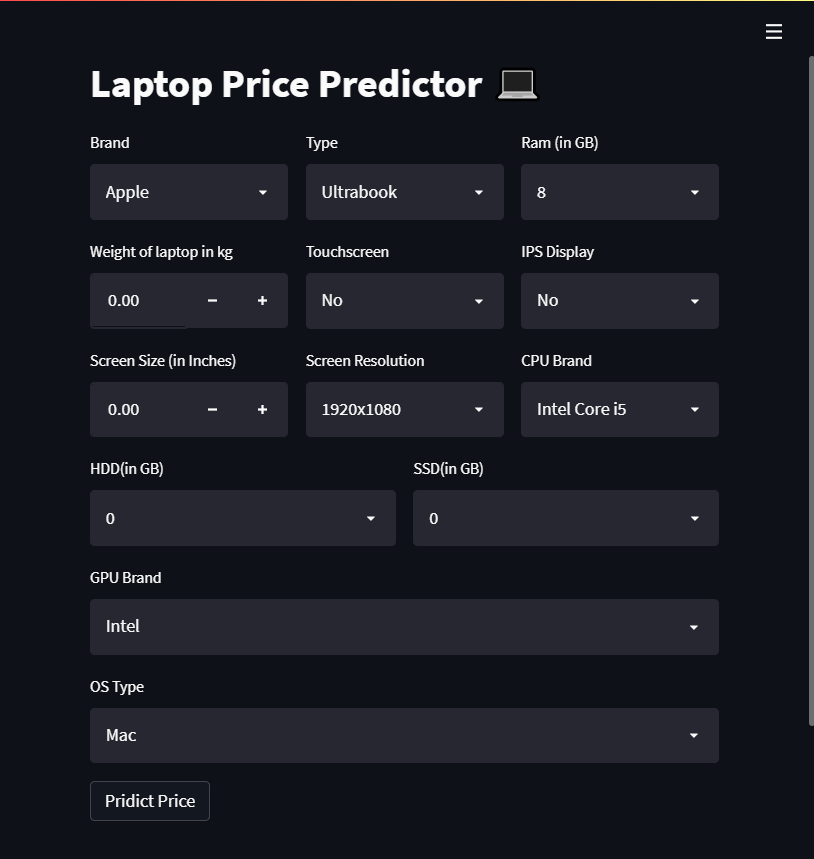 Laptop Price Predictor 💻
Brand Type Ram (in GB)
Apple Ultrabook 8
Weight of laptop in kg Touchscreen IPS Display
0.00 − + No No
Screen Size (in Inches) Screen Resolution CPU Brand
0.00 − + 1920x1080 Intel Core i5
HDD(in GB) SSD(in GB)
0 0
GPU Brand
Intel
OS Type
Mac
Pridict Price